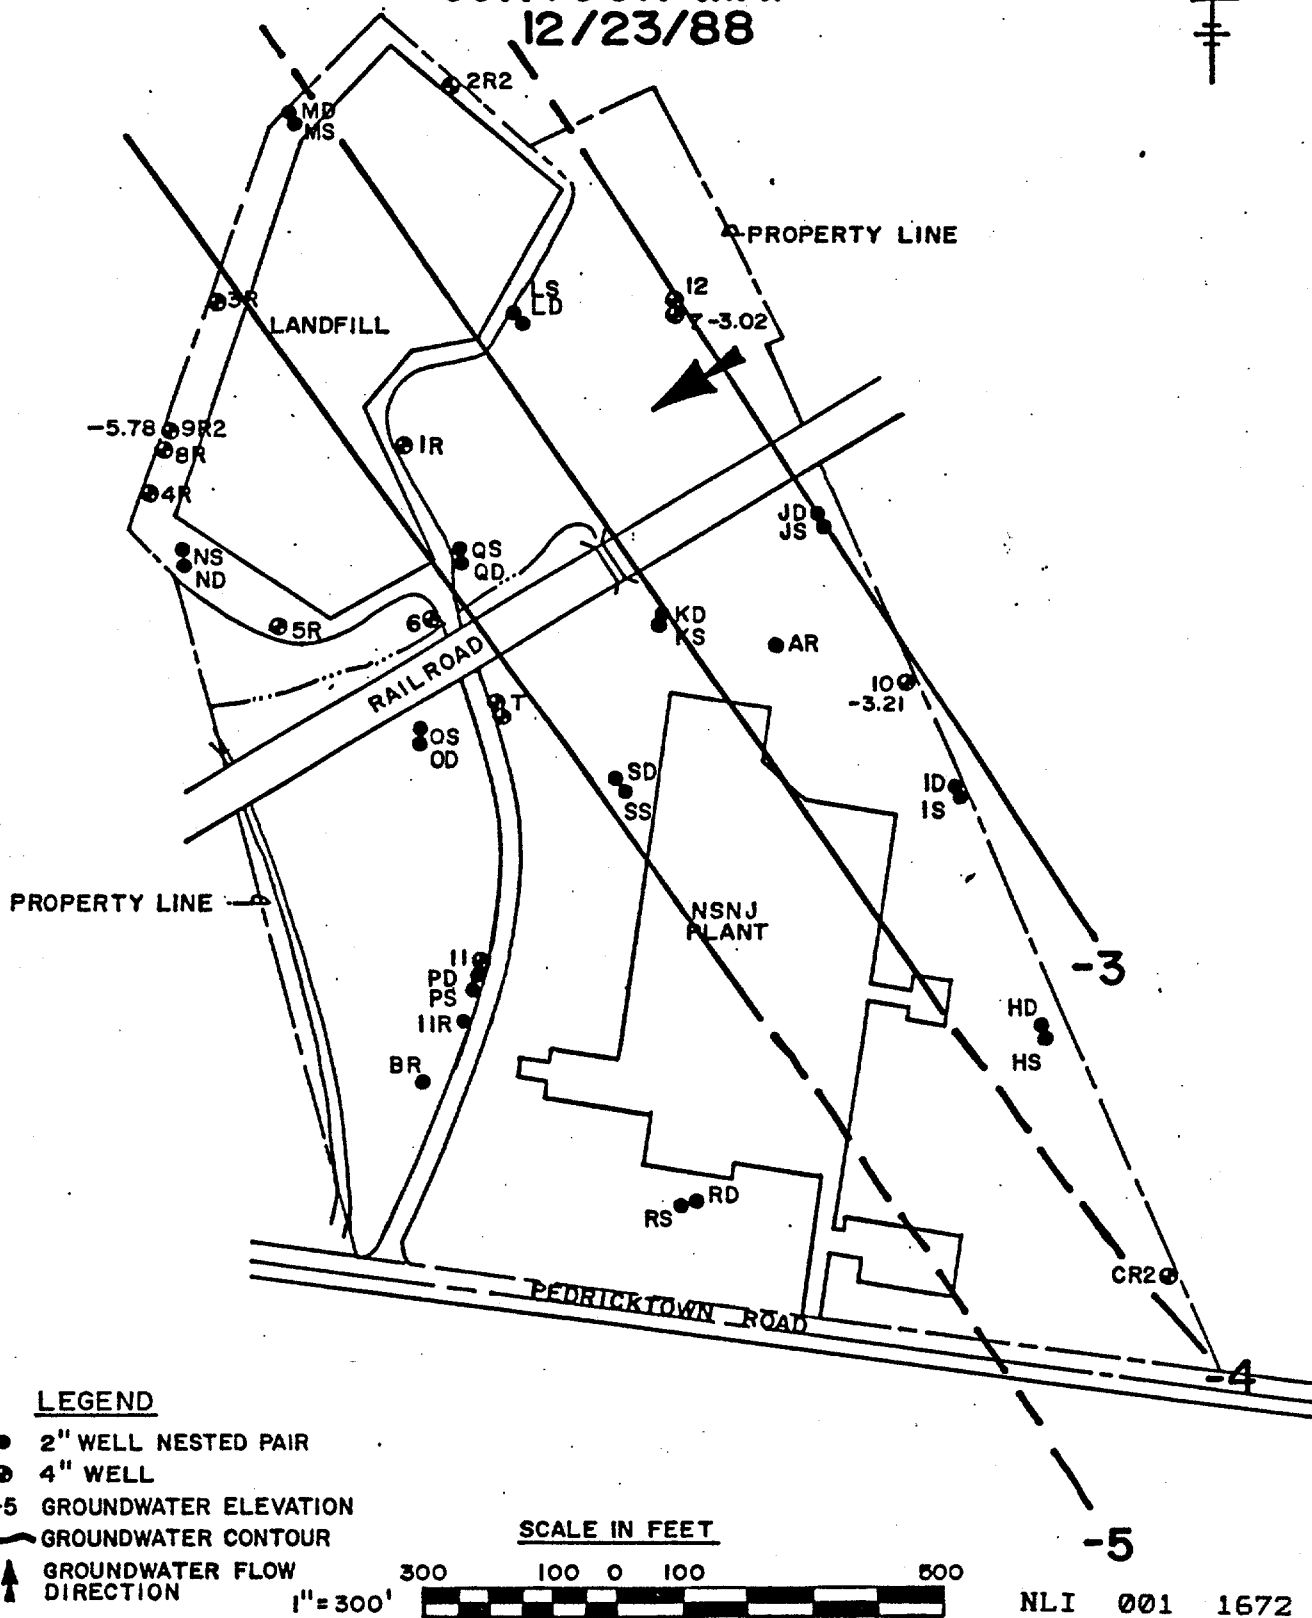 12/23/88
2R2
MD
MS
PROPERTY LINE
LS
LD
12
7 -3.02
3R
LANDFILL
-5.78 9R2
8R
1R
4R
JD
JS
NS
ND
QS
QD
KD
KS
AR
5R
6
RAILROAD
10
-3.21
T
OS
OD
SD
SS
ID
IS
PROPERTY LINE
NSNJ
PLANT
11
PD
PS
11R
-3
HD
HS
BR
RD
RS
CR2
PEDRICKTOWN ROAD
-4
LEGEND
2" WELL NESTED PAIR
4" WELL
-5 GROUNDWATER ELEVATION
GROUNDWATER CONTOUR
GROUNDWATER FLOW
DIRECTION
SCALE IN FEET
300 100 0 100 500
1"=300'
-5
NLI 001 1672